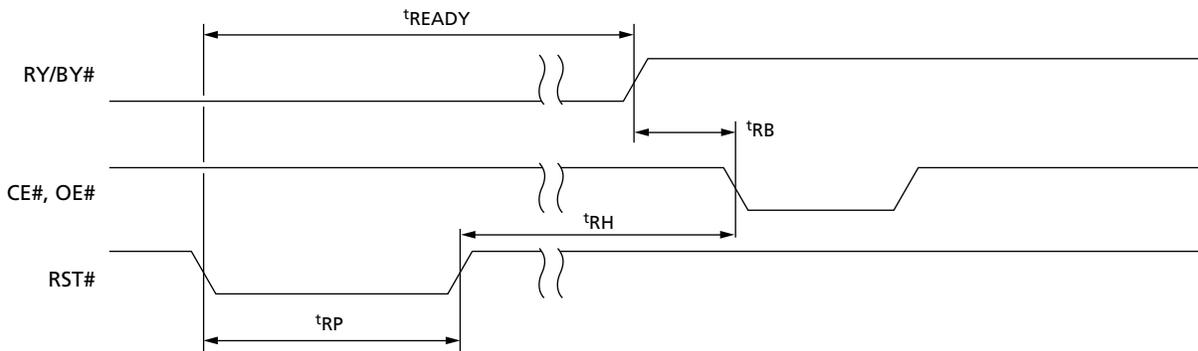 tREADY
RY/BY#
tRB
CE#, OE#
tRH
RST#
tRP